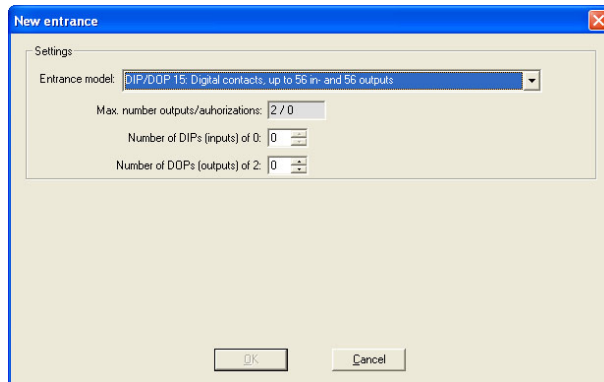 New entrance
Settings
Entrance model: DIP/DOP 15: Digital contacts, up to 56 in- and 56 outputs
Max. number outputs/auhorizations: 2 / 0
Number of DIPs (inputs) of 0: 0
Number of DOPs (outputs) of 2: 0
OK Cancel